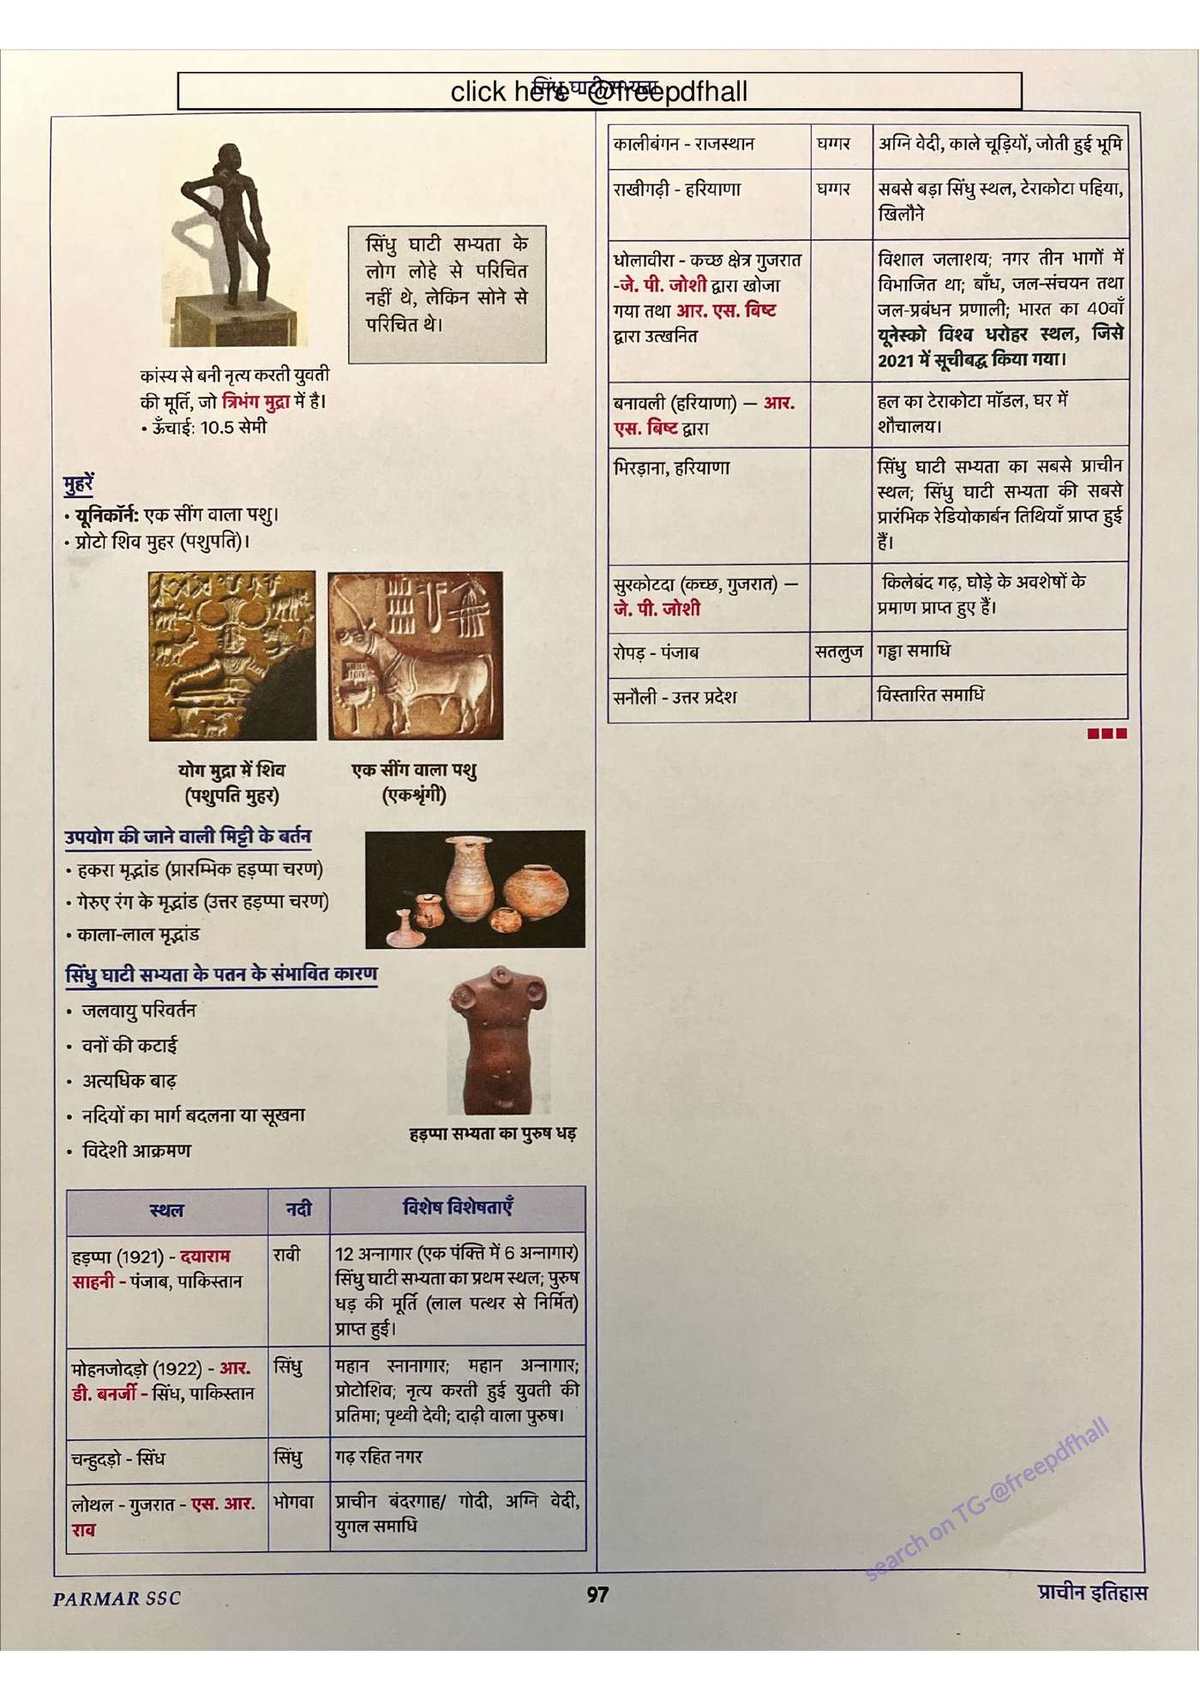 सिंधु घाटी सभ्यता
click here - @freepdfhall
सिंधु घाटी सभ्यता के
लोग लोहे से परिचित
नहीं थे, लेकिन सोने से
परिचित थे।
कांस्य से बनी नृत्य करती युवती
की मूर्ति, जो त्रिभंग मुद्रा में है।
• ऊँचाई: 10.5 सेमी
मुहरें
• यूनिकॉर्न: एक सींग वाला पशु।
• प्रोटो शिव मुहर (पशुपति)।
योग मुद्रा में शिव
(पशुपति मुहर)
एक सींग वाला पशु
(एकश्रृंगी)
उपयोग की जाने वाली मिट्टी के बर्तन
• हकरा मृद्भांड (प्रारम्भिक हड़प्पा चरण)
• गेरुए रंग के मृद्भांड (उत्तर हड़प्पा चरण)
• काला-लाल मृद्भांड
सिंधु घाटी सभ्यता के पतन के संभावित कारण
• जलवायु परिवर्तन
• वनों की कटाई
• अत्यधिक बाढ़
• नदियों का मार्ग बदलना या सूखना
• विदेशी आक्रमण
हड़प्पा सभ्यता का पुरुष धड़
स्थल नदी विशेष विशेषताएँ
हड़प्पा (1921) - दयाराम
साहनी - पंजाब, पाकिस्तान
रावी
12 अन्नागार (एक पंक्ति में 6 अन्नागार)
सिंधु घाटी सभ्यता का प्रथम स्थल; पुरुष
धड़ की मूर्ति (लाल पत्थर से निर्मित)
प्राप्त हुई।
मोहनजोदड़ो (1922) - आर.
डी. बनर्जी - सिंध, पाकिस्तान
सिंधु
महान स्नानागार; महान अन्नागार;
प्रोटोशिव; नृत्य करती हुई युवती की
प्रतिमा; पृथ्वी देवी; दाढ़ी वाला पुरुष।
चन्हुदड़ो - सिंध
सिंधु
गढ़ रहित नगर
लोथल - गुजरात - एस. आर.
राव
भोगवा
प्राचीन बंदरगाह/ गोदी, अग्नि वेदी,
युगल समाधि
कालीबंगन - राजस्थान
घग्गर
अग्नि वेदी, काले चूड़ियों, जोती हुई भूमि
राखीगढ़ी - हरियाणा
घग्गर
सबसे बड़ा सिंधु स्थल, टेराकोटा पहिया,
खिलौने
धोलावीरा - कच्छ क्षेत्र गुजरात
-जे. पी. जोशी द्वारा खोजा
गया तथा आर. एस. बिष्ट
द्वारा उत्खनित
विशाल जलाशय; नगर तीन भागों में
विभाजित था; बाँध, जल-संचयन तथा
जल-प्रबंधन प्रणाली; भारत का 40वाँ
यूनेस्को विश्व धरोहर स्थल, जिसे
2021 में सूचीबद्ध किया गया।
बनावली (हरियाणा) — आर.
एस. बिष्ट द्वारा
हल का टेराकोटा मॉडल, घर में
शौचालय।
भिरड़ाना, हरियाणा
सिंधु घाटी सभ्यता का सबसे प्राचीन
स्थल; सिंधु घाटी सभ्यता की सबसे
प्रारंभिक रेडियोकार्बन तिथियाँ प्राप्त हुई
हैं।
सुरकोटदा (कच्छ, गुजरात) —
जे. पी. जोशी
किलेबंद गढ़, घोड़े के अवशेषों के
प्रमाण प्राप्त हुए हैं।
रोपड़ - पंजाब
सतलुज
गड्ढा समाधि
सनौली - उत्तर प्रदेश
विस्तारित समाधि
search on TG-@freepdfhall
PARMAR SSC
97
प्राचीन इतिहास